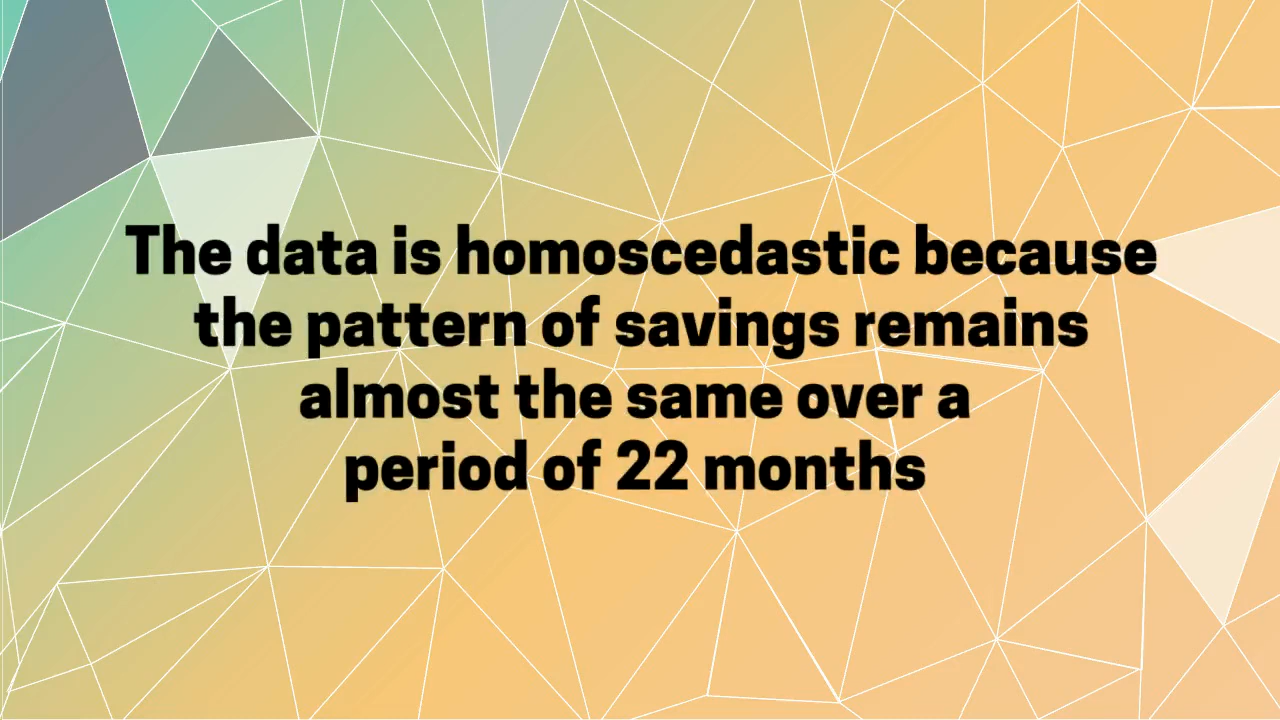 The data is homoscedastic because
the pattern of savings remains
almost the same over a
period of 22 months